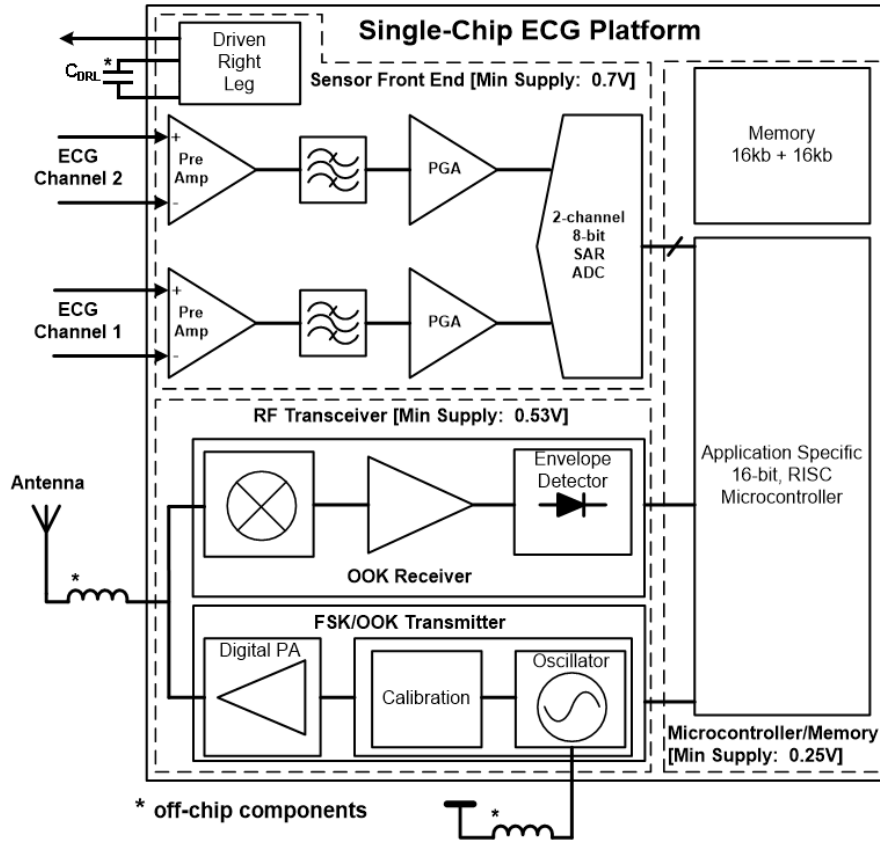 Single-Chip ECG Platform
Driven
Right
Leg
*
CDRL
Sensor Front End [Min Supply: 0.7V]
Memory
16kb + 16kb
ECG
Channel 2
+
-
Pre
Amp
PGA
2-channel
8-bit
SAR
ADC
ECG
Channel 1
+
-
Pre
Amp
PGA
RF Transceiver [Min Supply: 0.53V]
Application Specific
16-bit, RISC
Microcontroller
Antenna
*
Envelope
Detector
OOK Receiver
FSK/OOK Transmitter
Digital PA
Calibration
Oscillator
Microcontroller/Memory
[Min Supply: 0.25V]
* off-chip components
*